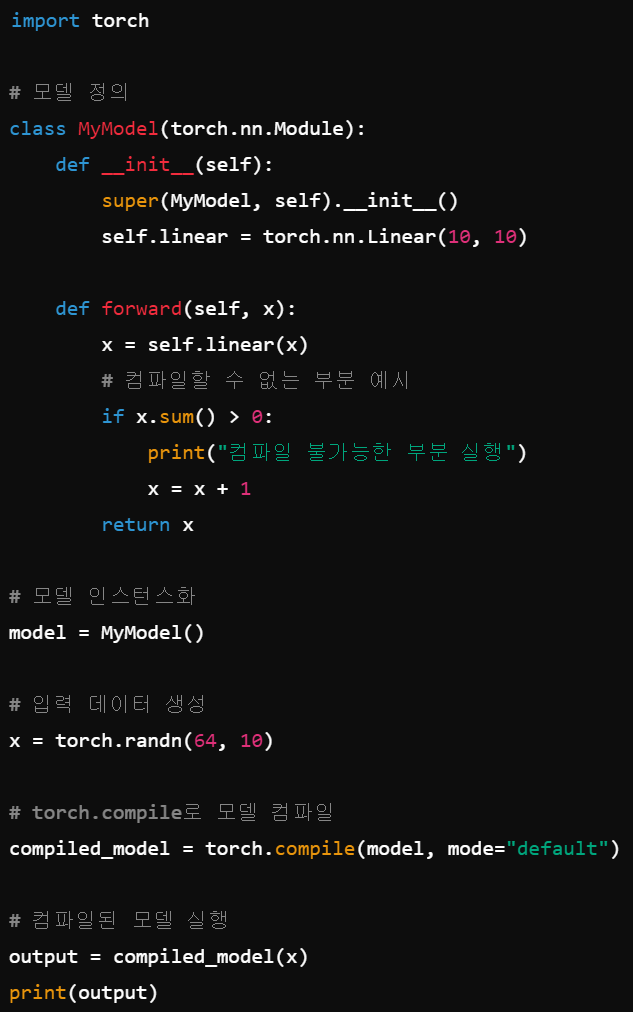 import torch
# 모델 정의
class MyModel(torch.nn.Module):
    def __init__(self):
        super(MyModel, self).__init__()
        self.linear = torch.nn.Linear(10, 10)
    def forward(self, x):
        x = self.linear(x)
        # 컴파일할 수 없는 부분 예시
        if x.sum() > 0:
            print("컴파일 불가능한 부분 실행")
            x = x + 1
        return x
# 모델 인스턴스화
model = MyModel()
# 입력 데이터 생성
x = torch.randn(64, 10)
# torch.compile로 모델 컴파일
compiled_model = torch.compile(model, mode="default")
# 컴파일된 모델 실행
output = compiled_model(x)
print(output)